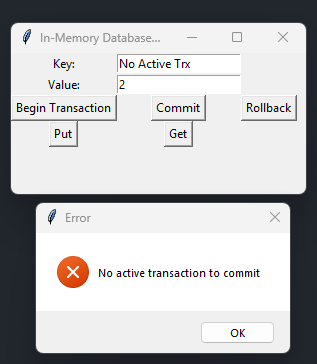 In-Memory Database...
Key: No Active Trx
Value: 2
Begin Transaction Commit Rollback
Put Get
Error
No active transaction to commit
OK